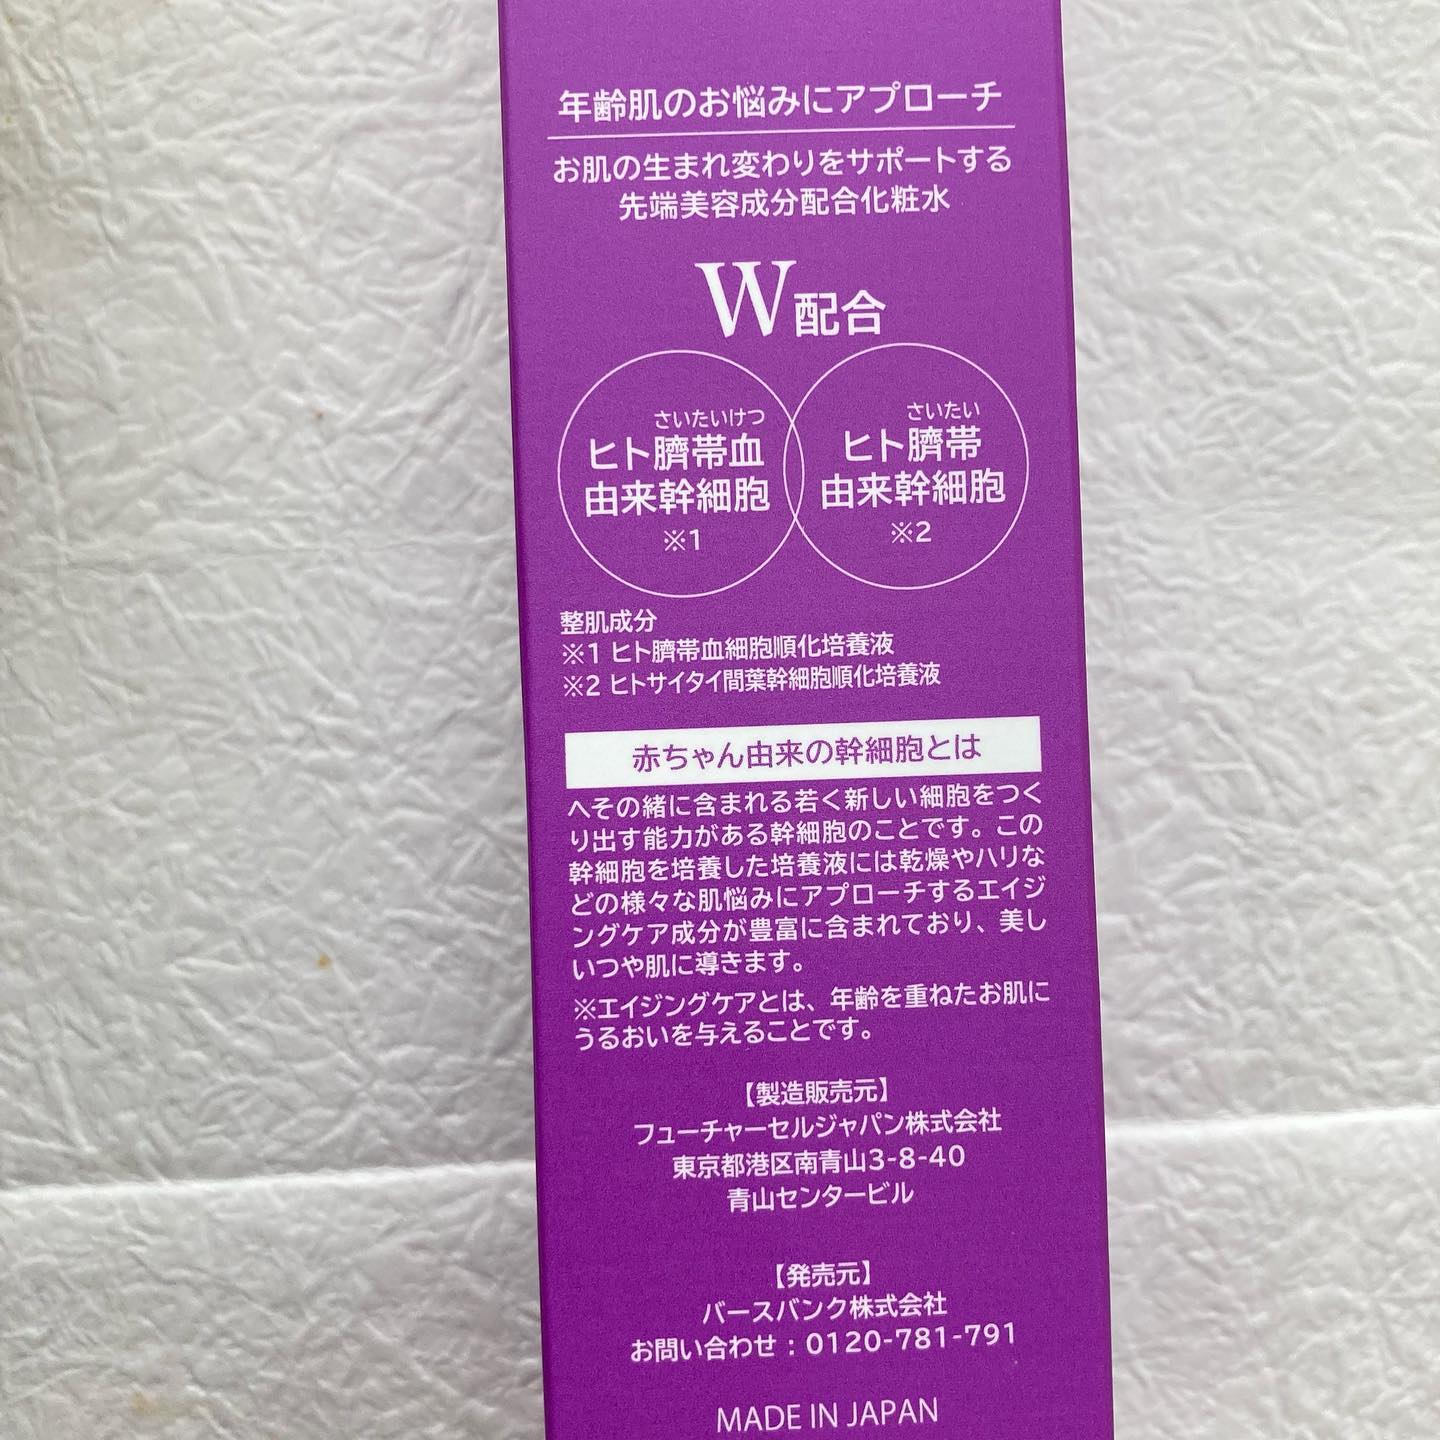 年齢肌のお悩みにアプローチ
お肌の生まれ変わりをサポートする
先端美容成分配合化粧水
W配合
さいたいけつ
ヒト臍帯血
由来幹細胞
※1
さいたい
ヒト臍帯
由来幹細胞
※2
整肌成分
※1 ヒト臍帯血細胞順化培養液
※2 ヒトサイタイ間葉幹細胞順化培養液
赤ちゃん由来の幹細胞とは
へその緒に含まれる若く新しい細胞をつく
り出す能力がある幹細胞のことです。この
幹細胞を培養した培養液には乾燥やハリな
どの様々な肌悩みにアプローチするエイジ
ングケア成分が豊富に含まれており、美し
いつや肌に導きます。
※エイジングケアとは、年齢を重ねたお肌に
うるおいを与えることです。
【製造販売元】
フューチャーセルジャパン株式会社
東京都港区南青山3-8-40
青山センタービル
【発売元】
バースバンク株式会社
お問い合わせ：0120-781-791
MADE IN JAPAN